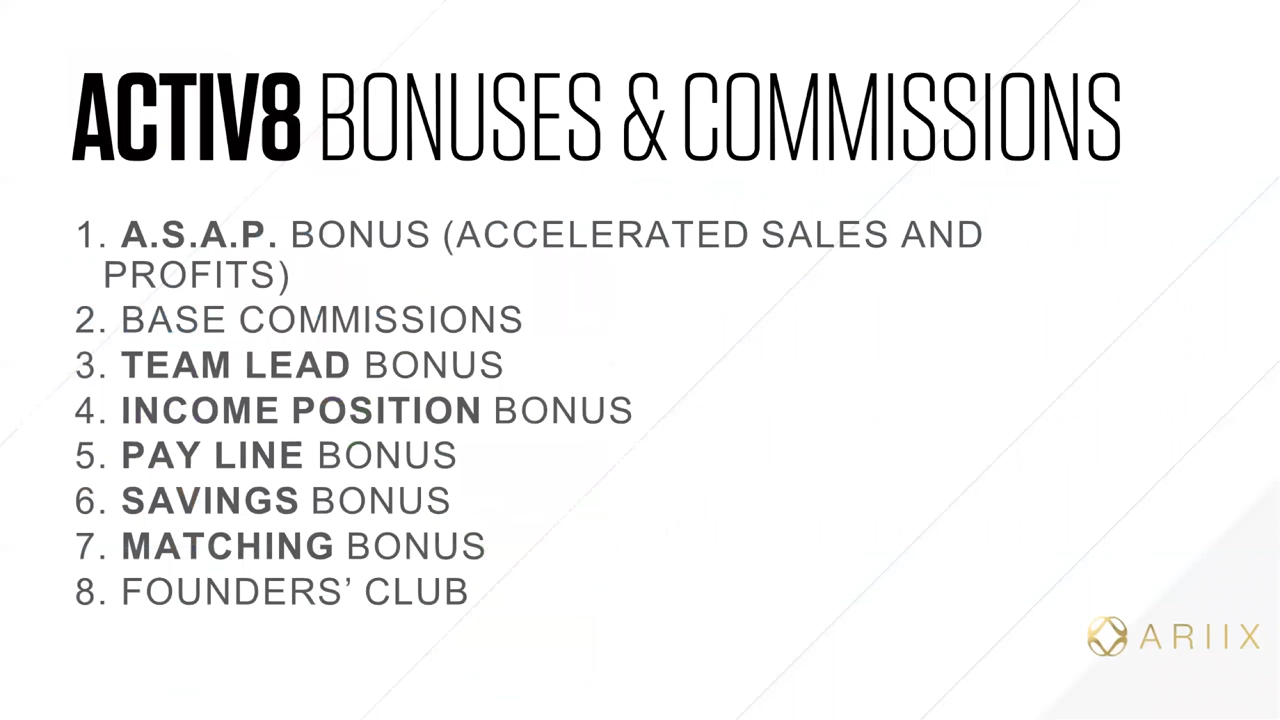 ACTIV8 BONUSES & COMMISSIONS
1. A.S.A.P. BONUS (ACCELERATED SALES AND
PROFITS)
2. BASE COMMISSIONS
3. TEAM LEAD BONUS
4. INCOME POSITION BONUS
5. PAY LINE BONUS
6. SAVINGS BONUS
7. MATCHING BONUS
8. FOUNDERS’ CLUB
ARIIX